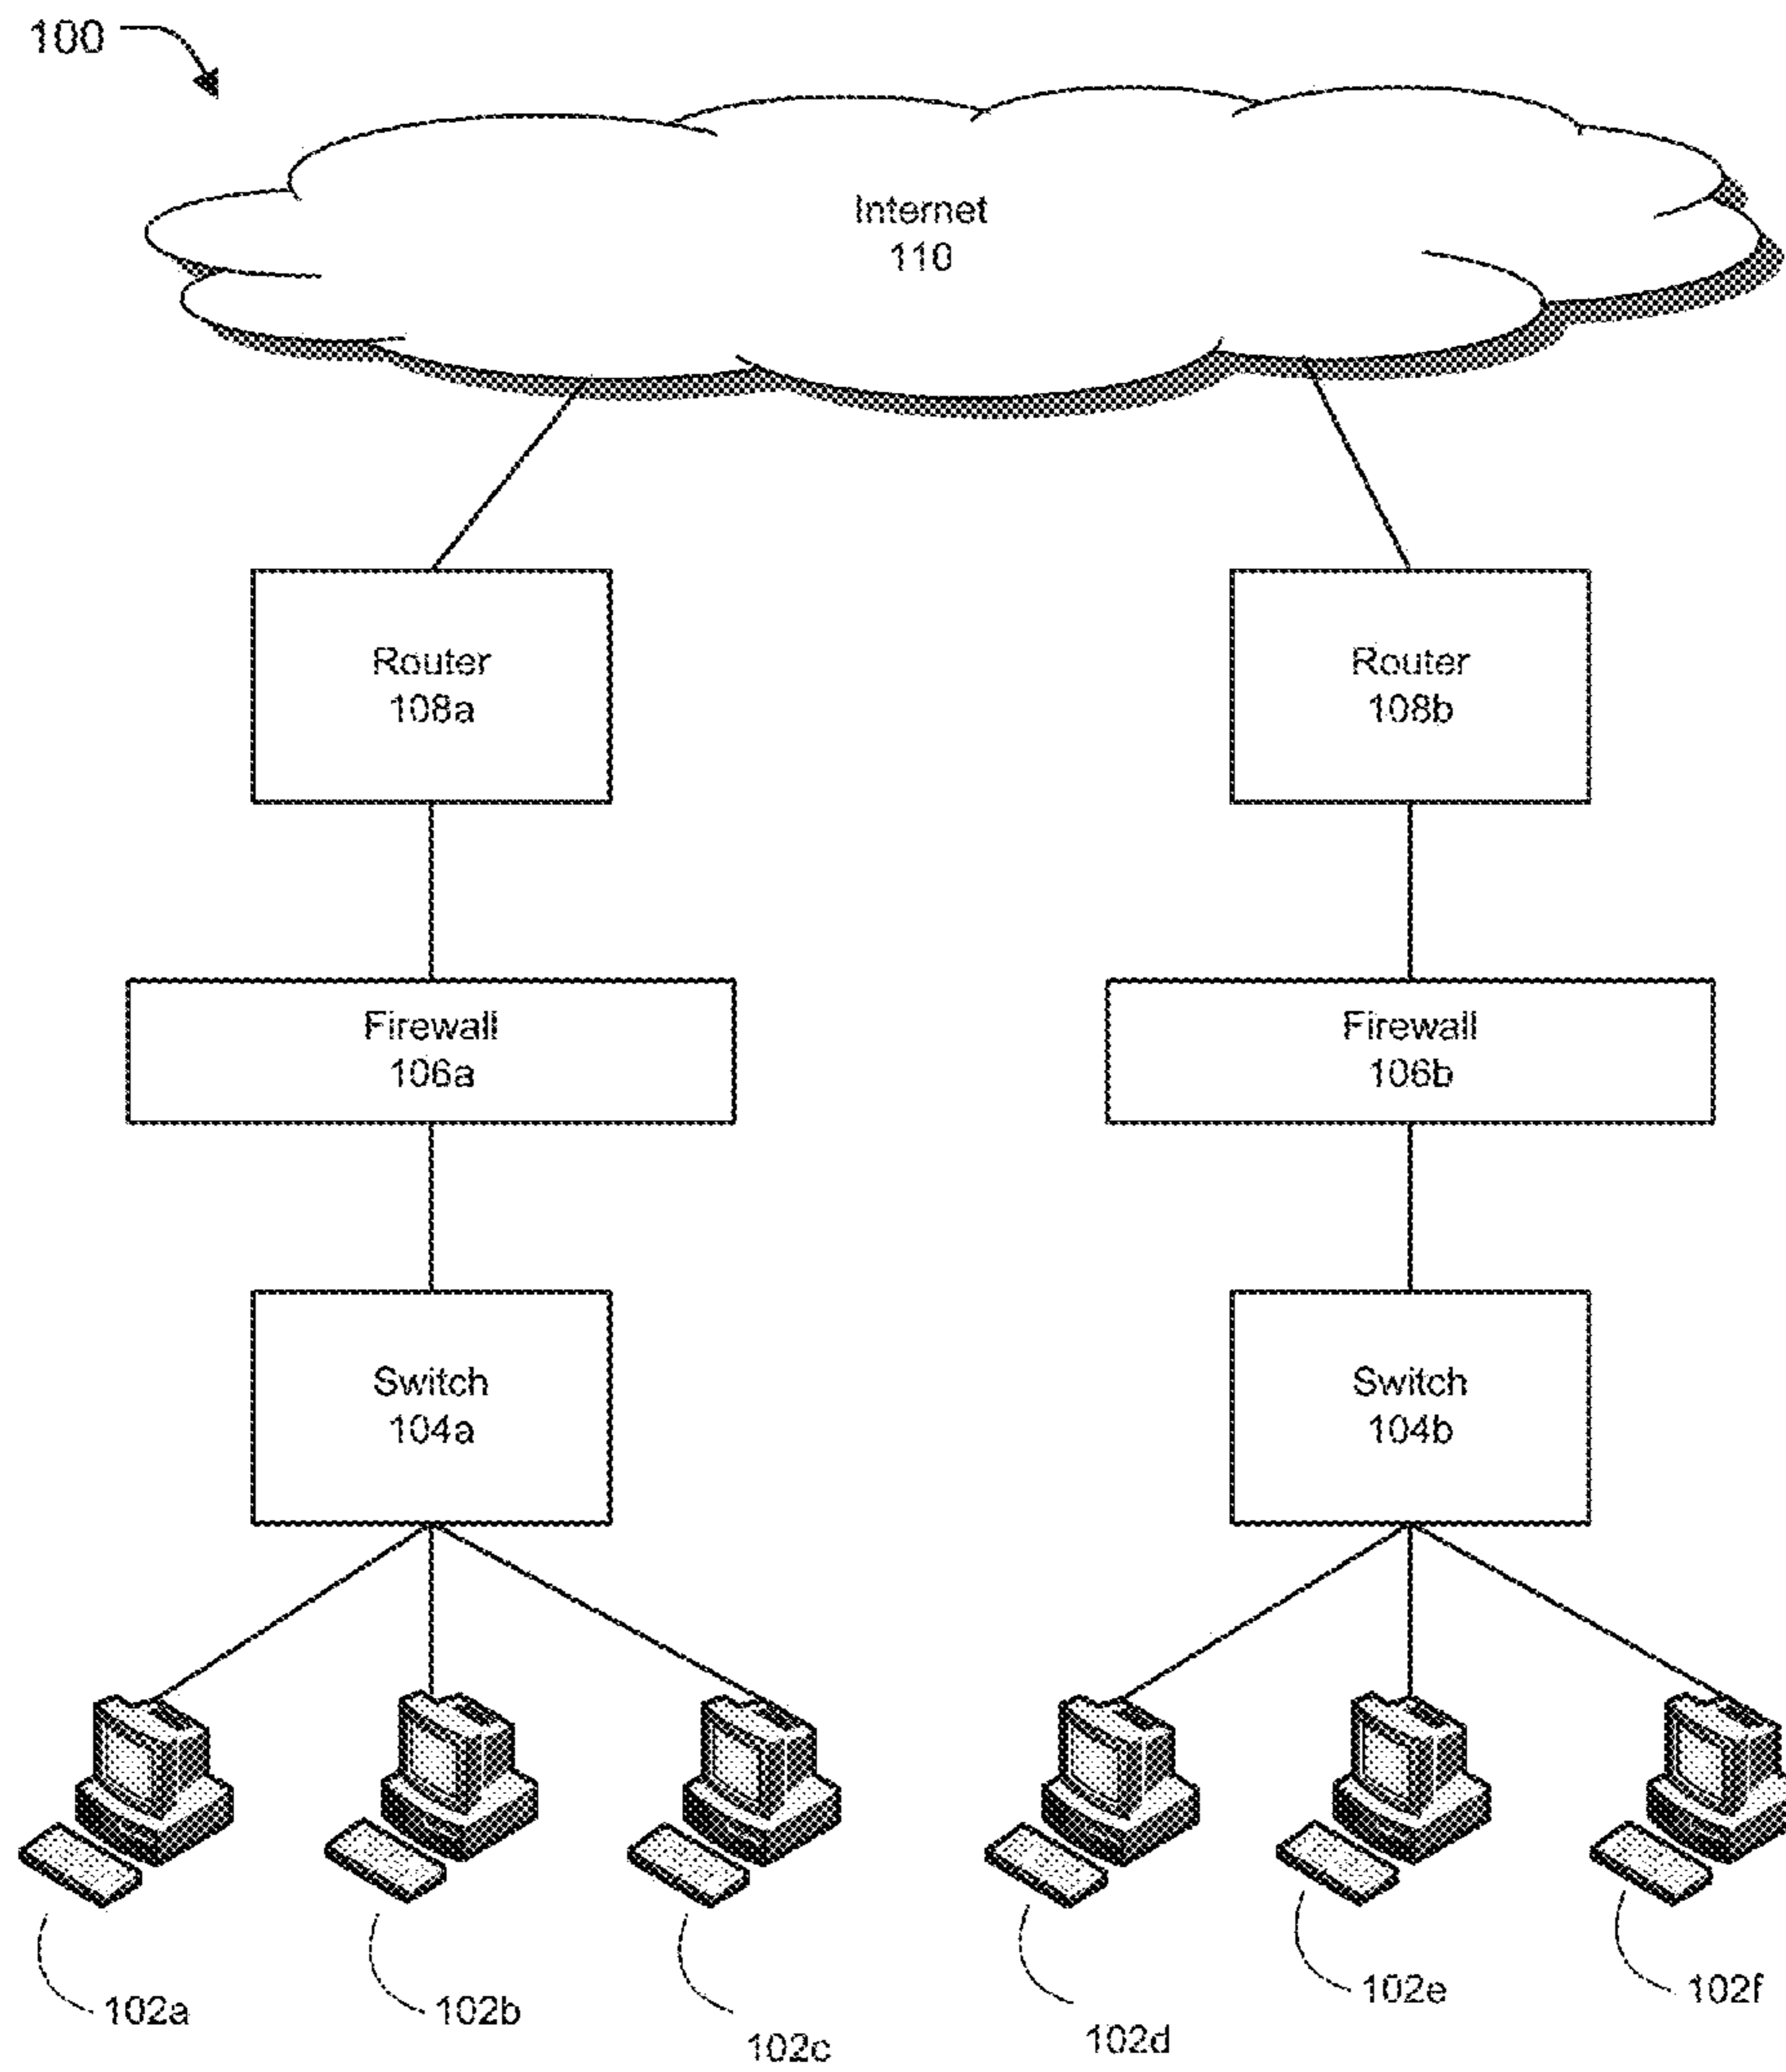 100
Internet
110
Router
108a
Router
108b
Firewall
106a
Firewall
106b
Switch
104a
Switch
104b
102a
102b
102c
102d
102e
102f